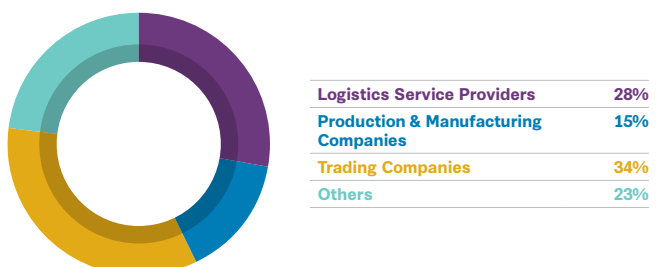 Logistics Service Providers 28%
Production & Manufacturing 15%
Companies
Trading Companies 34%
Others 23%